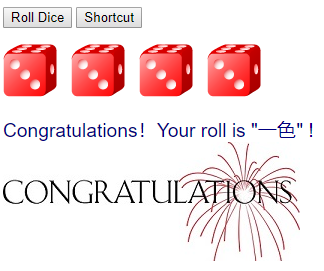 Roll Dice Shortcut
Congratulations！Your roll is "一色"！
CONGRATULATIONS